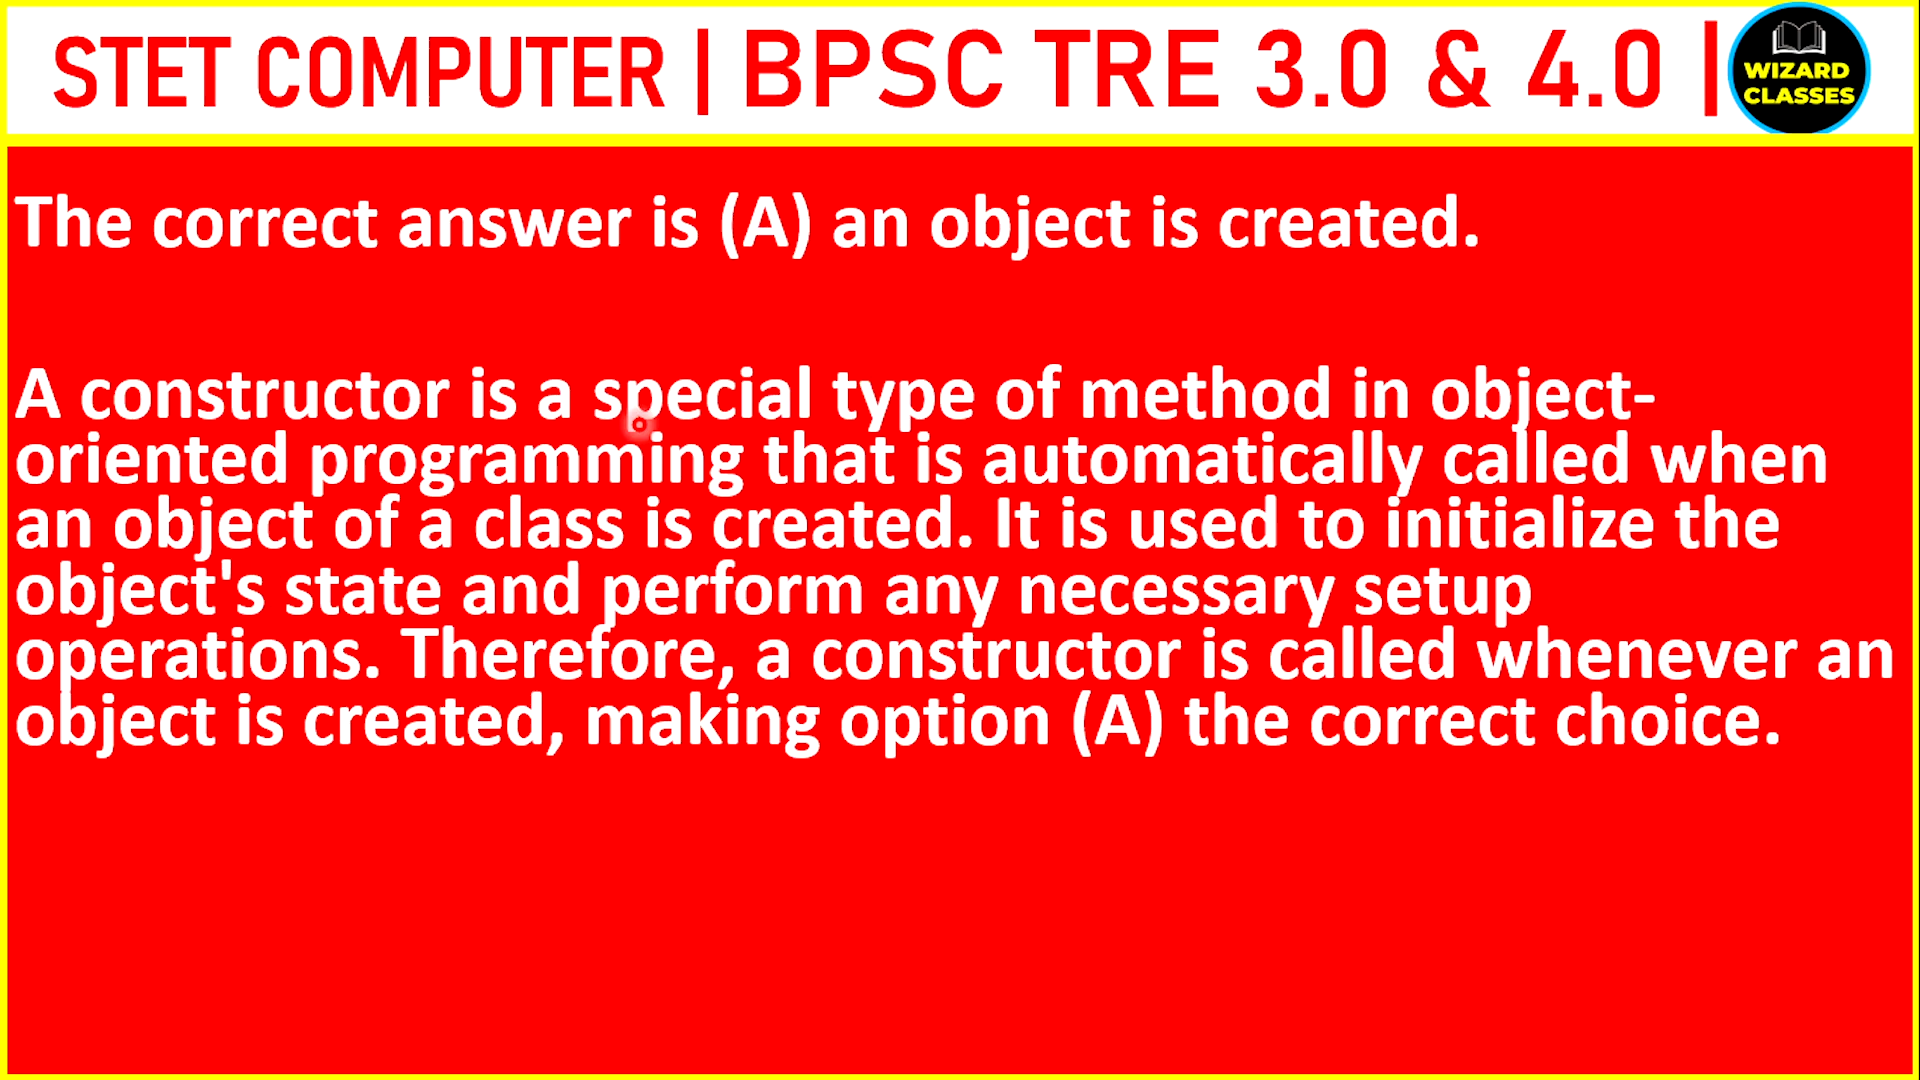 STET COMPUTER | BPSC TRE 3.0 & 4.0 |
WIZARD
CLASSES
The correct answer is (A) an object is created.
A constructor is a special type of method in object-
oriented programming that is automatically called when
an object of a class is created. It is used to initialize the
object's state and perform any necessary setup
operations. Therefore, a constructor is called whenever an
object is created, making option (A) the correct choice.